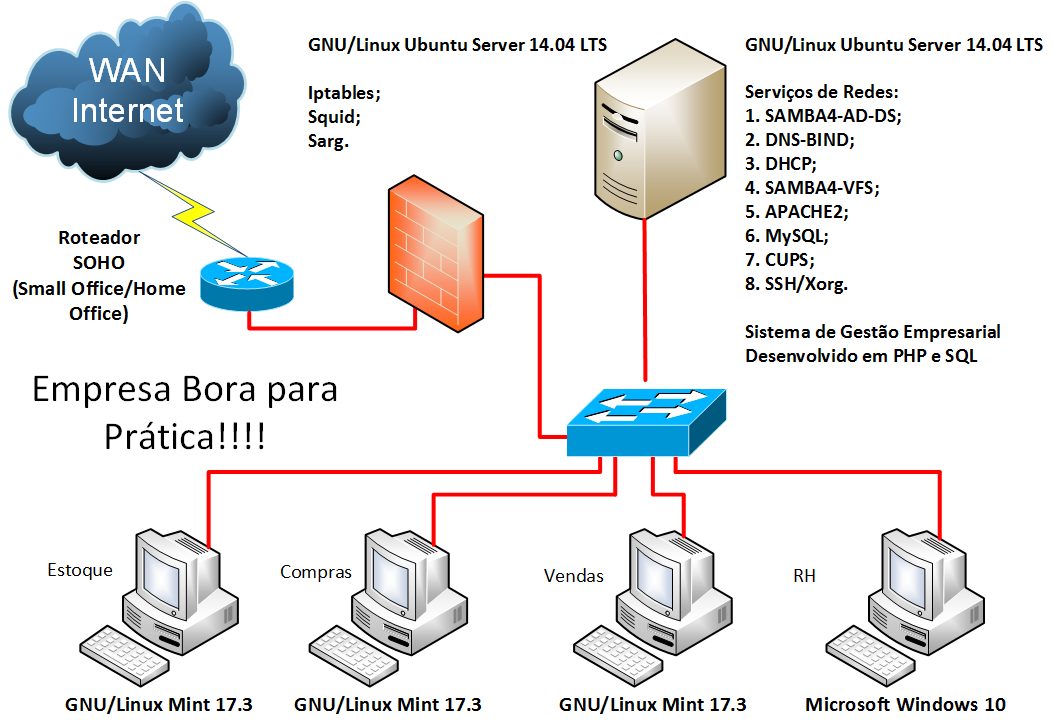 WAN
Internet
GNU/Linux Ubuntu Server 14.04 LTS
Iptables;
Squid;
Sarg.
GNU/Linux Ubuntu Server 14.04 LTS
Serviços de Redes:
1. SAMBA4-AD-DS;
2. DNS-BIND;
3. DHCP;
4. SAMBA4-VFS;
5. APACHE2;
6. MySQL;
7. CUPS;
8. SSH/Xorg.
Sistema de Gestão Empresarial
Desenvolvido em PHP e SQL
Roteador
SOHO
(Small Office/Home
Office)
Empresa Bora para
Prática!!!!
Estoque
Compras
Vendas
RH
GNU/Linux Mint 17.3
GNU/Linux Mint 17.3
GNU/Linux Mint 17.3
Microsoft Windows 10